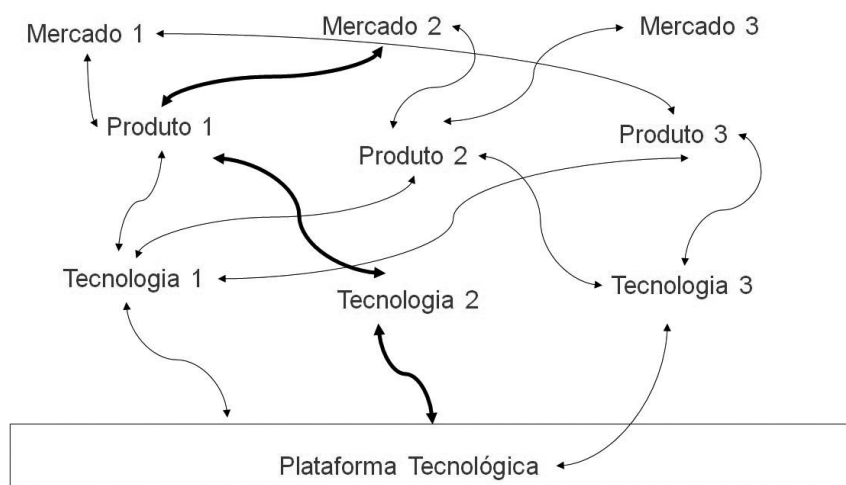 Mercado 1
Mercado 2
Mercado 3
Produto 1
Produto 2
Produto 3
Tecnologia 1
Tecnologia 2
Tecnologia 3
Plataforma Tecnológica